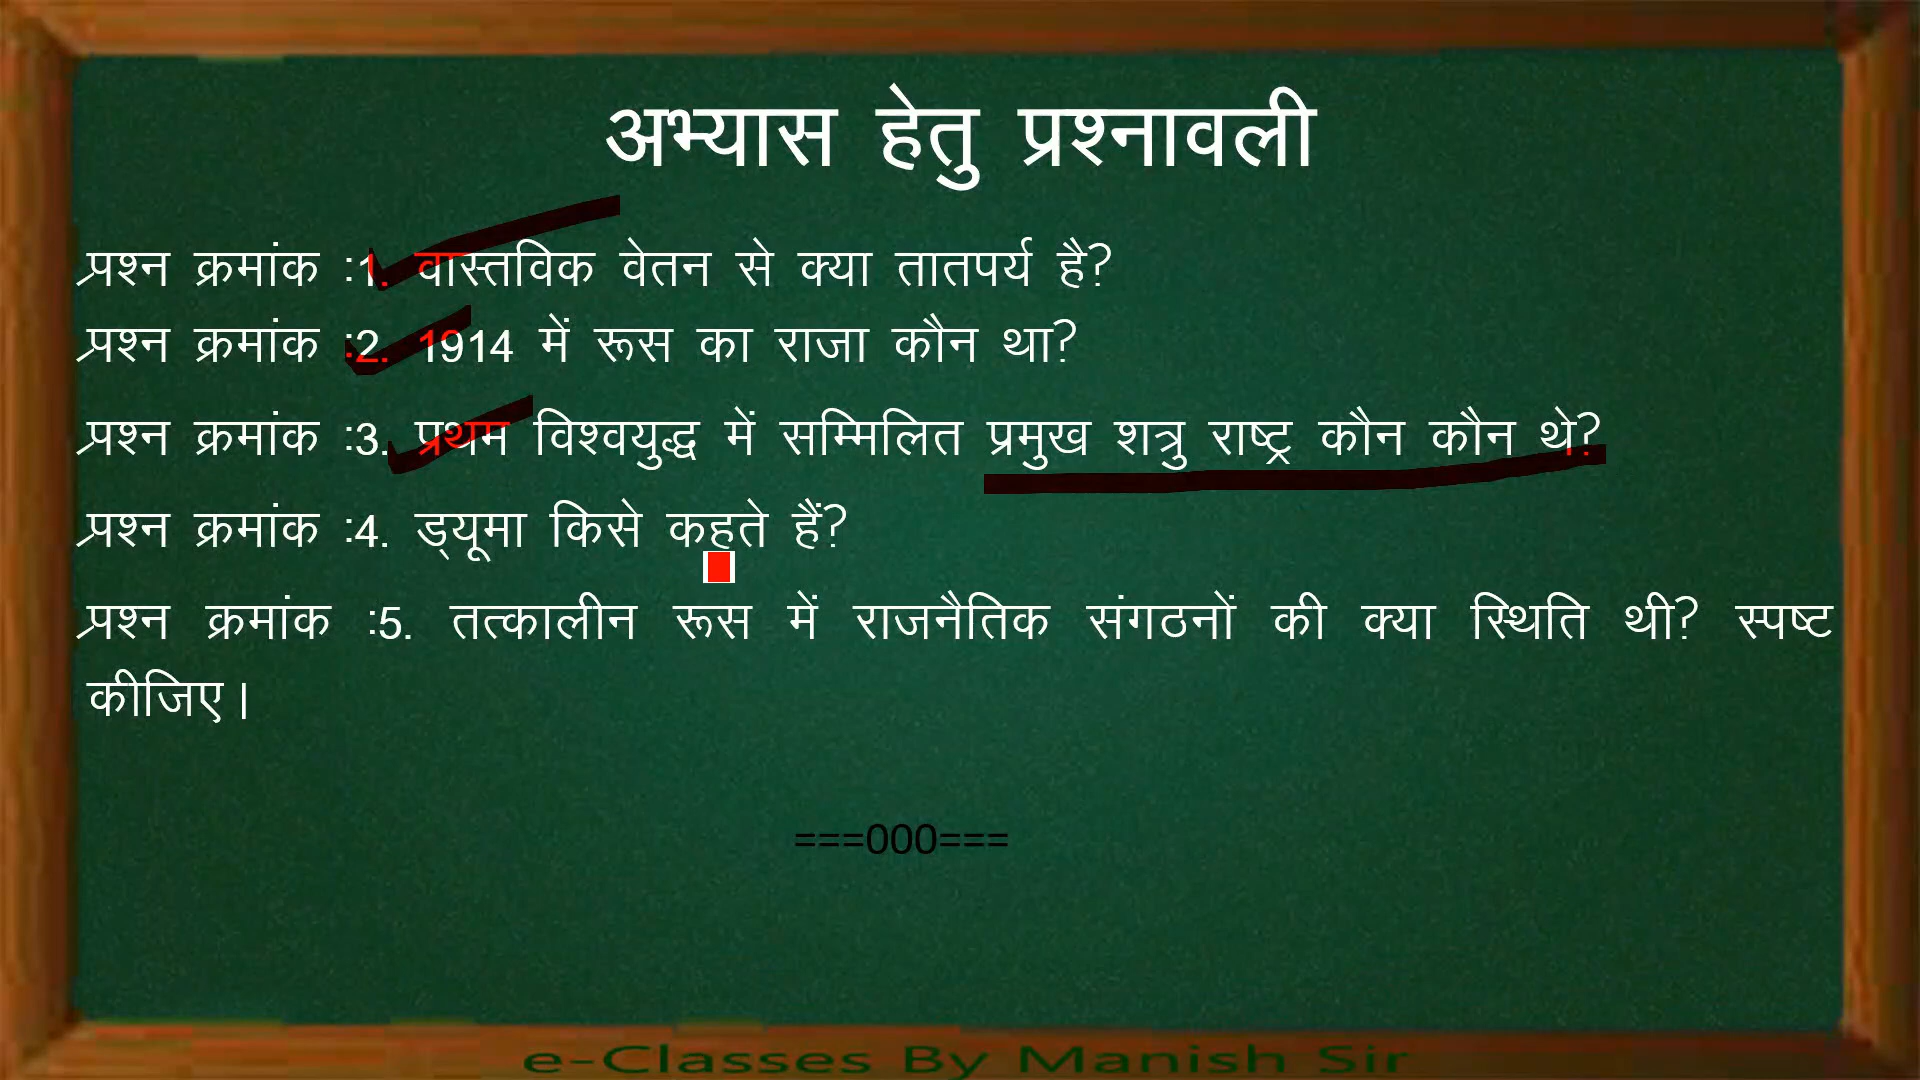 अभ्यास हेतु प्रश्नावली
प्रश्न क्रमांक :1. वास्तविक वेतन से क्या तातपर्य है?
प्रश्न क्रमांक :2. 1914 में रूस का राजा कौन था?
प्रश्न क्रमांक :3. प्रथम विश्वयुद्ध में सम्मिलित प्रमुख शत्रु राष्ट्र कौन कौन थे?
प्रश्न क्रमांक :4. ड्यूमा किसे कहते हैं?
प्रश्न क्रमांक :5. तत्कालीन रूस में राजनैतिक संगठनों की क्या स्थिति थी? स्पष्ट
कीजिए।
===000===
e-Classes By Manish Sir